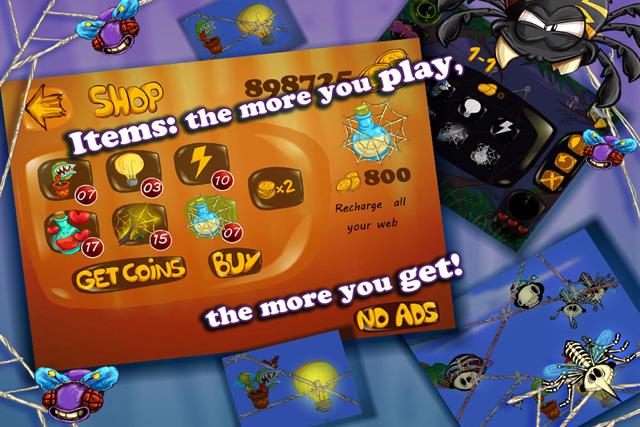 SHOP
898725
1-1
Items: the more you play,
07
03
10
x2
800
17
15
07
Recharge all
your web
GET COINS
BUY
the more you get!
NO ADS